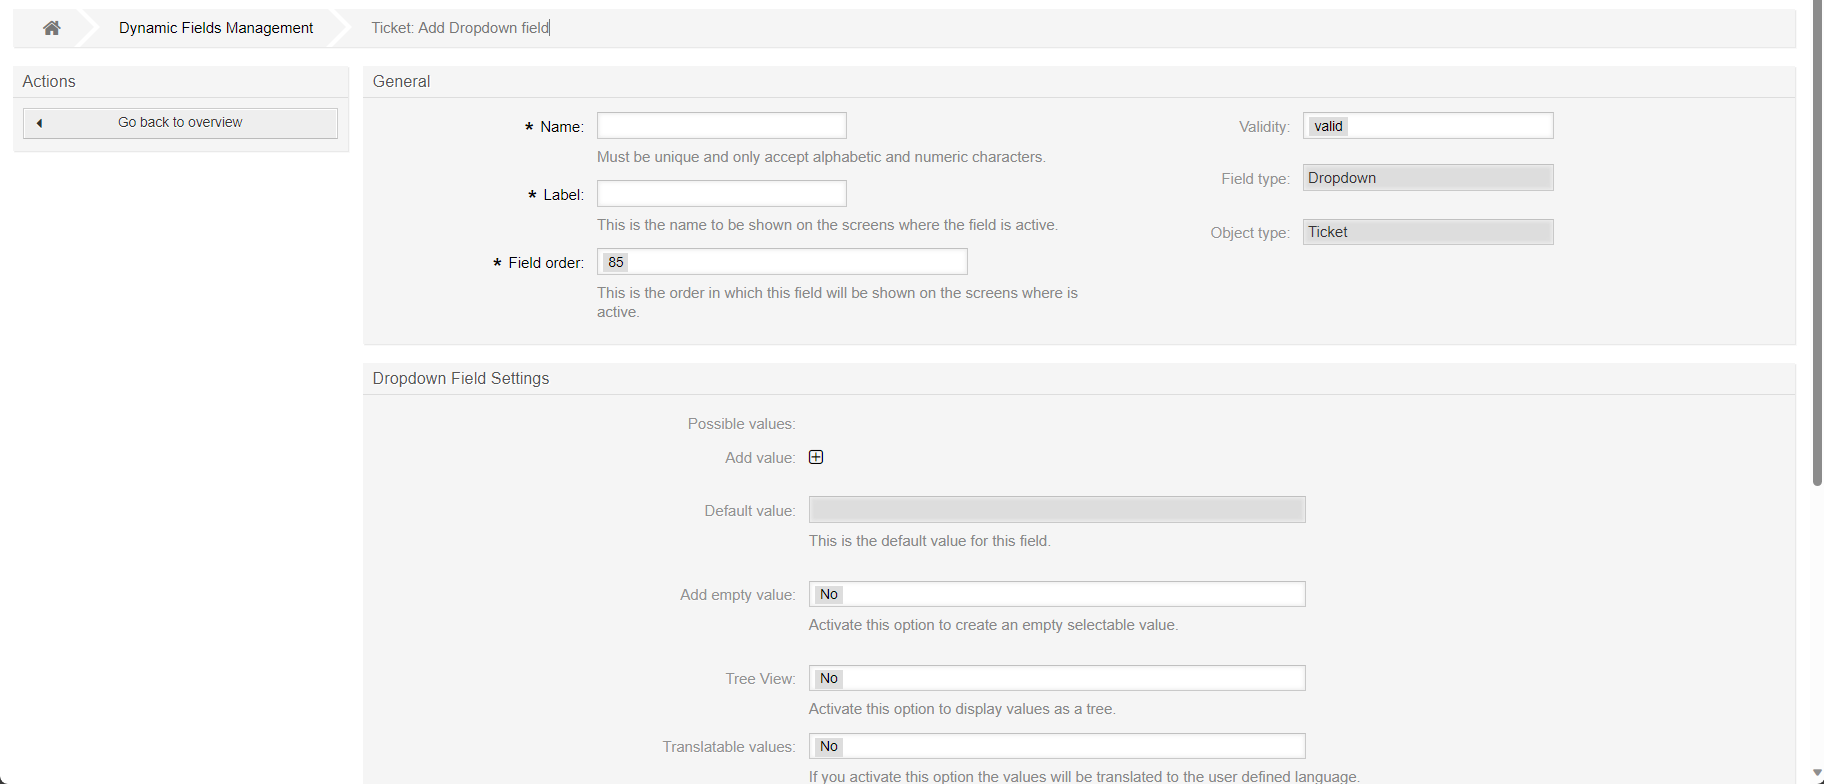 Dynamic Fields Management
Ticket: Add Dropdown field
Actions
Go back to overview
General
* Name:
Must be unique and only accept alphabetic and numeric characters.
* Label:
This is the name to be shown on the screens where the field is active.
* Field order:
85
This is the order in which this field will be shown on the screens where is
active.
Validity:
valid
Field type:
Dropdown
Object type:
Ticket
Dropdown Field Settings
Possible values:
Add value:
Default value:
This is the default value for this field.
Add empty value:
No
Activate this option to create an empty selectable value.
Tree View:
No
Activate this option to display values as a tree.
Translatable values:
No
If you activate this option the values will be translated to the user defined language.